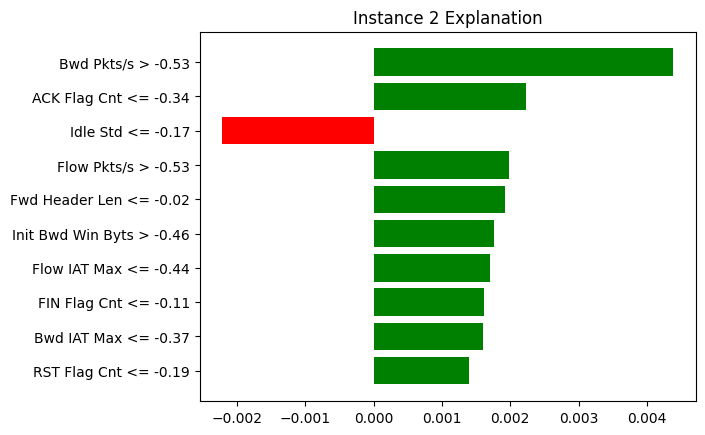 Instance 2 Explanation
Bwd Pkts/s > -0.53
ACK Flag Cnt <= -0.34
Idle Std <= -0.17
Flow Pkts/s > -0.53
Fwd Header Len <= -0.02
Init Bwd Win Byts > -0.46
Flow IAT Max <= -0.44
FIN Flag Cnt <= -0.11
Bwd IAT Max <= -0.37
RST Flag Cnt <= -0.19
−0.002 −0.001 0.000 0.001 0.002 0.003 0.004